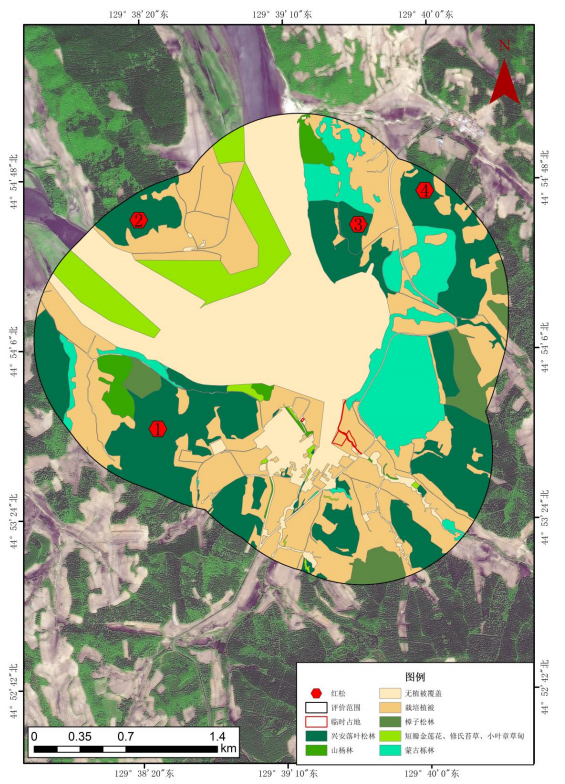 129° 38′ 20″东 129° 39′ 10″东 129° 40′ 0″东
N
44° 54′ 48″北 44° 54′ 48″北
4
2
3
44° 54′ 6″北 44° 54′ 6″北
1
44° 53′ 24″北 44° 53′ 24″北
44° 52′ 42″北 44° 52′ 42″北
图例
红松 无植被覆盖
评价范围 栽培植被
临时占地 樟子松林
兴安落叶松林 短瓣金莲花、修氏苔草、小叶章草甸
山杨林 蒙古栎林
0 0.35 0.7 1.4
km
129° 38′ 20″东 129° 39′ 10″东 129° 40′ 0″东